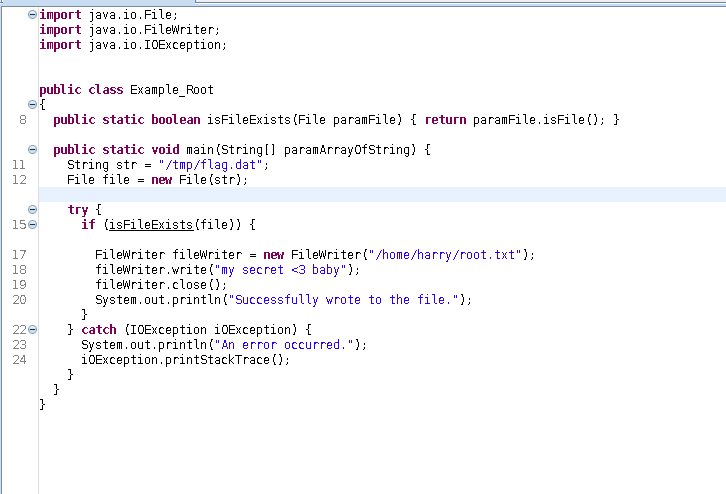 import java.io.File;
import java.io.FileWriter;
import java.io.IOException;
public class Example_Root
{
8 public static boolean isFileExists(File paramFile) { return paramFile.isFile(); }
public static void main(String[] paramArrayOfString) {
11 String str = "/tmp/flag.dat";
12 File file = new File(str);
try {
15 if (isFileExists(file)) {
17 FileWriter fileWriter = new FileWriter("/home/harry/root.txt");
18 fileWriter.write("my secret <3 baby");
19 fileWriter.close();
20 System.out.println("Successfully wrote to the file.");
}
22 } catch (IOException iOException) {
23 System.out.println("An error occurred.");
24 iOException.printStackTrace();
}
}
}